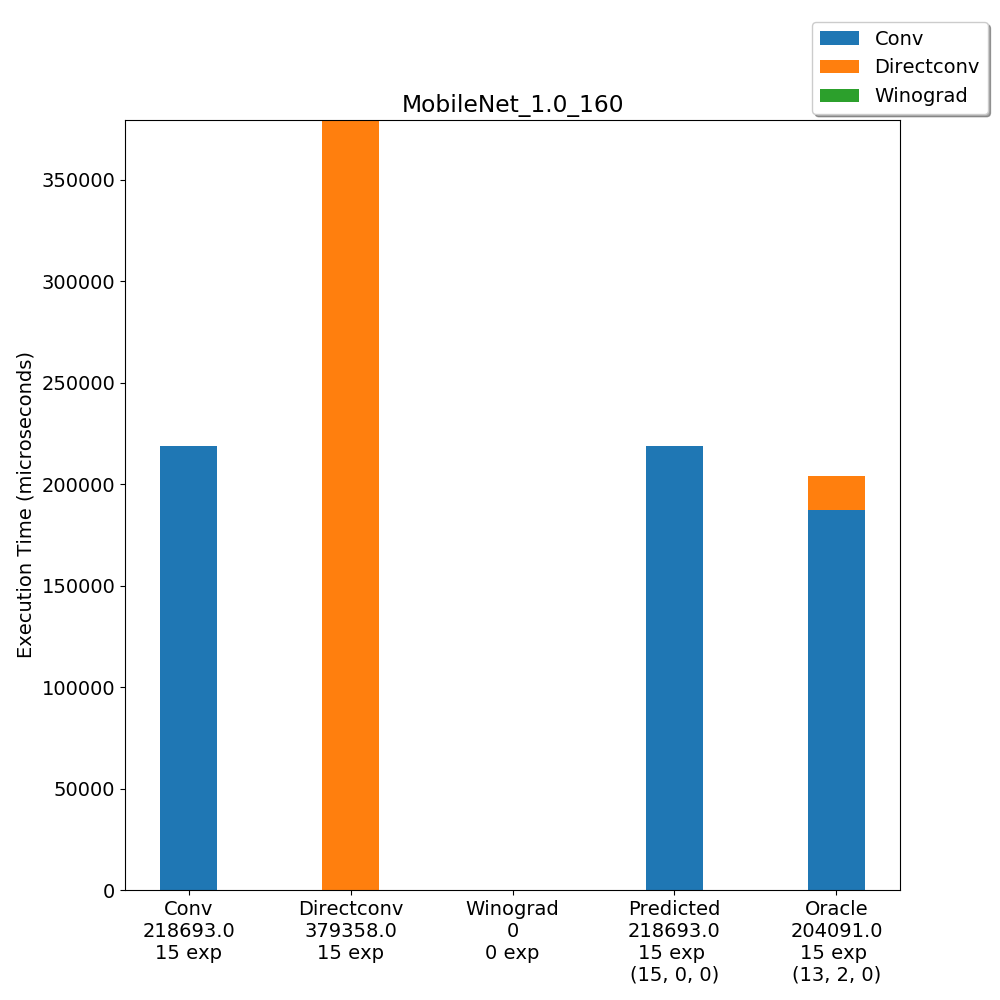 Conv
Directconv
Winograd
MobileNet_1.0_160
Execution Time (microseconds)
350000
300000
250000
200000
150000
100000
50000
0
Conv
218693.0
15 exp
Directconv
379358.0
15 exp
Winograd
0
0 exp
Predicted
218693.0
15 exp
(15, 0, 0)
Oracle
204091.0
15 exp
(13, 2, 0)